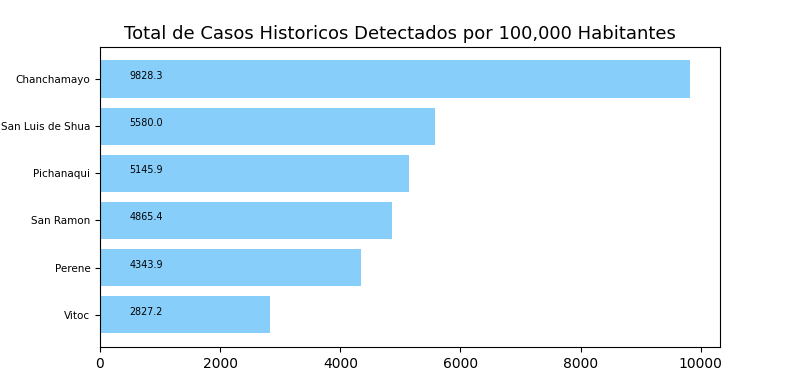 Total de Casos Historicos Detectados por 100,000 Habitantes
Chanchamayo 9828.3
San Luis de Shua 5580.0
Pichanaqui 5145.9
San Ramon 4865.4
Perene 4343.9
Vitoc 2827.2
0 2000 4000 6000 8000 10000